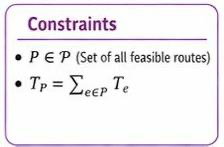 Constraints
• P ∈ 𝒫 (Set of all feasible routes)
• T_P = ∑_{e∈P} T_e